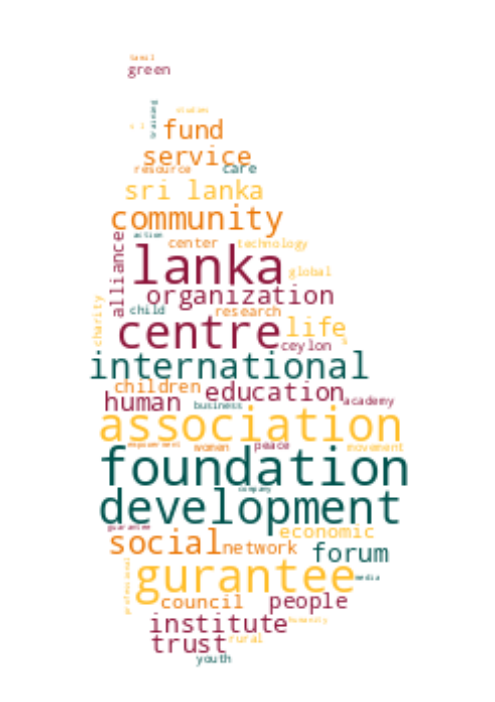 tamil
green
training
studies
fund
service
resource care
sri lanka
community
action
alliance
center technology
lanka
global
organization
charity
child research
centre life
ceylon
international
children education
human business academy
association
empowerment women peace movement
foundation
company
development
guarantee
economic
social network
forum
gurantee
media
professional
council people
institute humanity
trust rural
youth